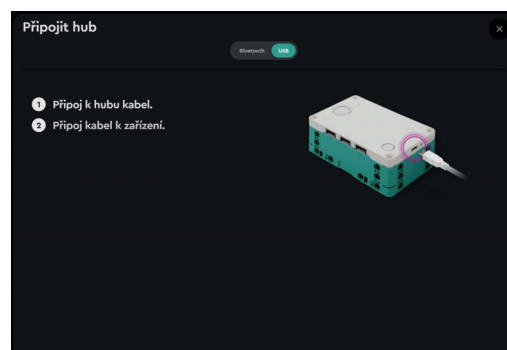 Připojit hub
Bluetooth USB
1 Připoj k hubu kabel.
2 Připoj kabel k zařízení.